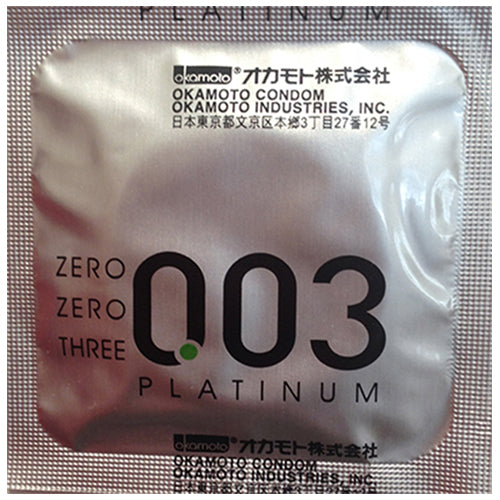 PLATINUM
okamoto® オカモト株式会社
OKAMOTO CONDOM
OKAMOTO INDUSTRIES, INC.
日本東京都文京区本郷3丁目27番12号
ZERO
ZERO
THREE
0.03
PLATINUM
okamoto® オカモト株式会社
OKAMOTO CONDOM
OKAMOTO INDUSTRIES, INC.